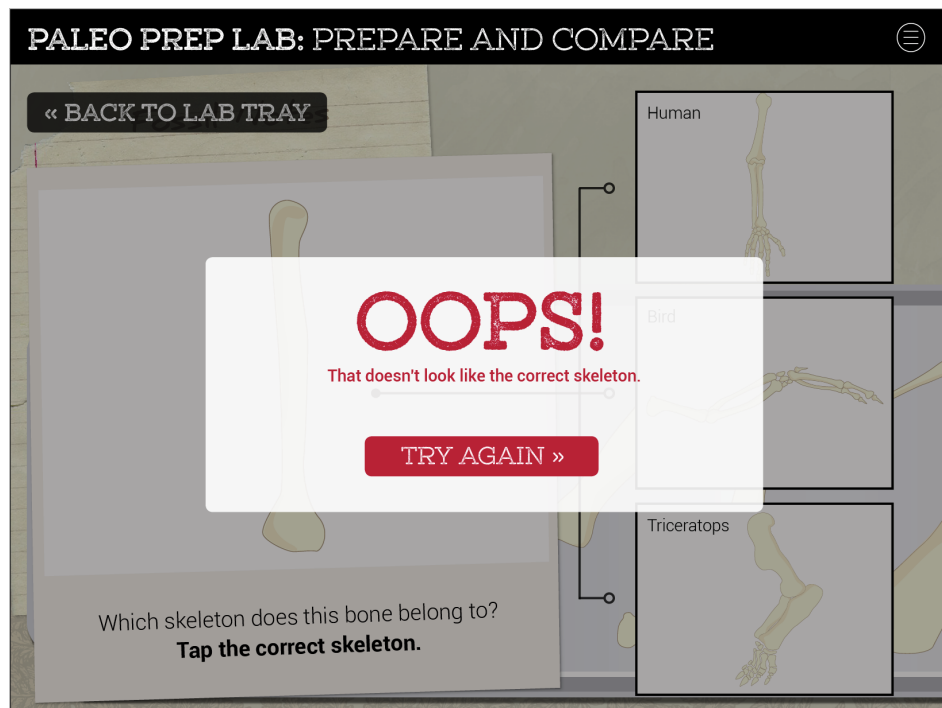 PALEO PREP LAB: PREPARE AND COMPARE
« BACK TO LAB TRAY
Human
OOPS!
Bird
That doesn't look like the correct skeleton.
TRY AGAIN »
Triceratops
Which skeleton does this bone belong to?
Tap the correct skeleton.